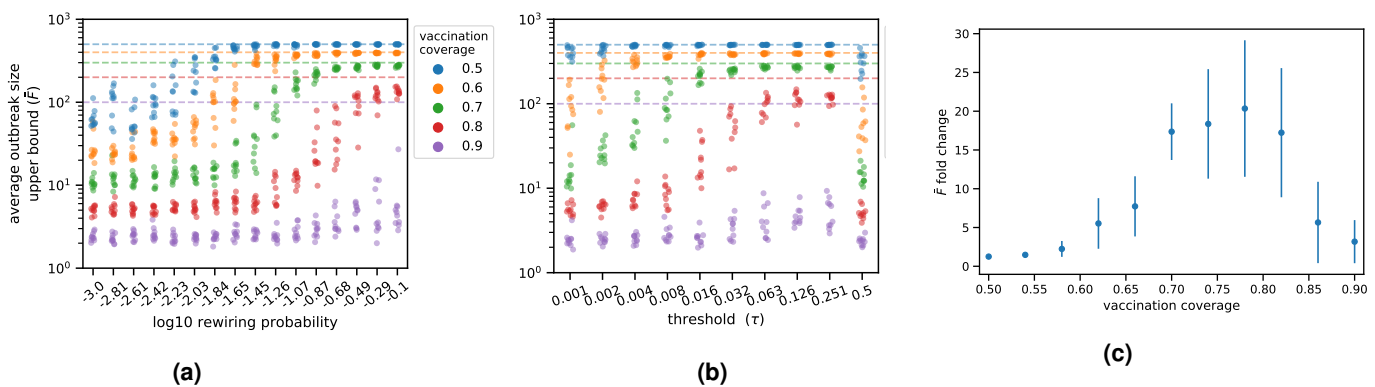 average outbreak size
upper bound (F̄)
10³
10²
10¹
10⁰
-3.0 -2.81 -2.61 -2.42 -2.23 -2.03 -1.84 -1.65 -1.45 -1.26 -1.07 -0.87 -0.68 -0.49 -0.29 -0.1
log10 rewiring probability
vaccination
coverage
0.5
0.6
0.7
0.8
0.9
(a)
10³
10²
10¹
10⁰
0.001 0.002 0.004 0.008 0.016 0.032 0.063 0.126 0.251 0.5
threshold (τ)
(b)
F̄ fold change
30
25
20
15
10
5
0
0.50 0.55 0.60 0.65 0.70 0.75 0.80 0.85 0.90
vaccination coverage
(c)